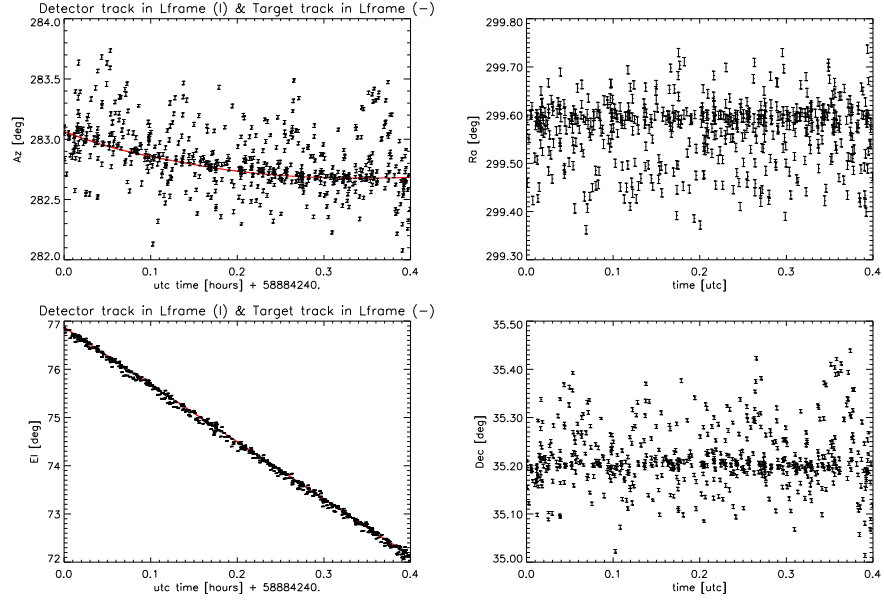 Detector track in Lframe (I) & Target track in Lframe (-)
284.0
283.5
283.0
282.5
282.0
Az [deg]
0.0 0.1 0.2 0.3 0.4
utc time [hours] + 58884240.
299.80
299.70
299.60
299.50
299.40
299.30
Ra [deg]
0.0 0.1 0.2 0.3 0.4
time [utc]
Detector track in Lframe (I) & Target track in Lframe (-)
77
76
75
74
73
72
El [deg]
0.0 0.1 0.2 0.3 0.4
utc time [hours] + 58884240.
35.50
35.40
35.30
35.20
35.10
35.00
Dec [deg]
0.0 0.1 0.2 0.3 0.4
time [utc]